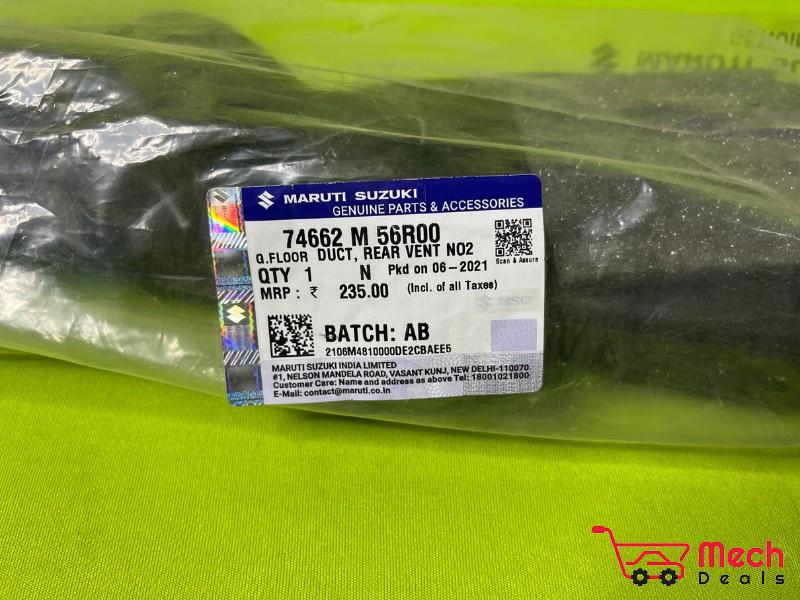 MARUTI SUZUKI
GENUINE PARTS & ACCESSORIES
74662 M 56R00
G.FLOOR DUCT, REAR VENT NO2
QTY 1 N Pkd on 06-2021
MRP : ₹ 235.00 (Incl. of all Taxes)
Scan & Assure
BATCH: AB
2106M4810000DE2CBAEE5
MARUTI SUZUKI INDIA LIMITED
#1, NELSON MANDELA ROAD, VASANT KUNJ, NEW DELHI-110070
Customer Care: Name and address as above Tel: 18001021800
E-Mail: contact@maruti.co.in
Mech
Deals